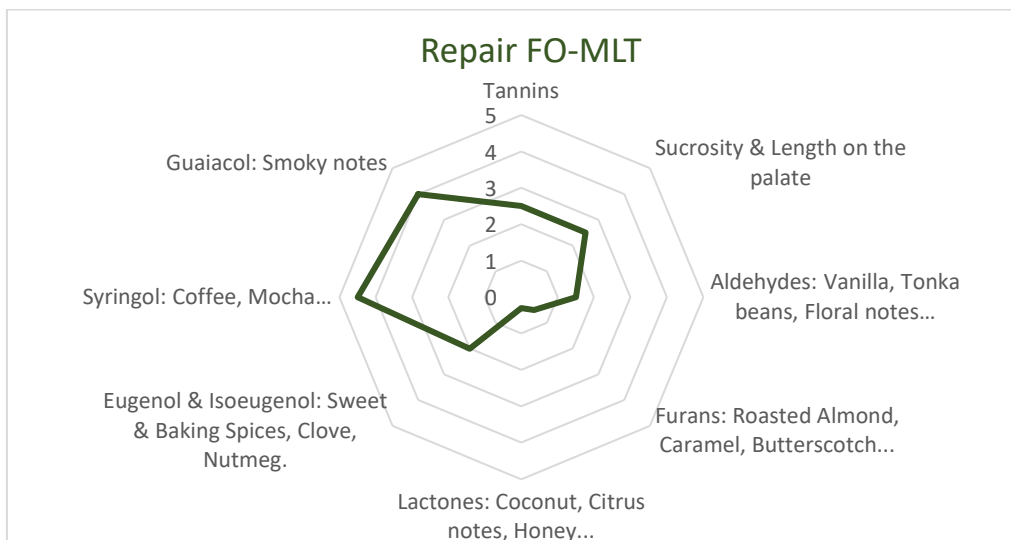 Repair FO-MLT
Tannins
5
4
3
2
1
0
Sucrosity & Length on the
palate
Aldehydes: Vanilla, Tonka
beans, Floral notes…
Furans: Roasted Almond,
Caramel, Butterscotch...
Lactones: Coconut, Citrus
notes, Honey...
Eugenol & Isoeugenol: Sweet
& Baking Spices, Clove,
Nutmeg.
Syringol: Coffee, Mocha…
Guaiacol: Smoky notes